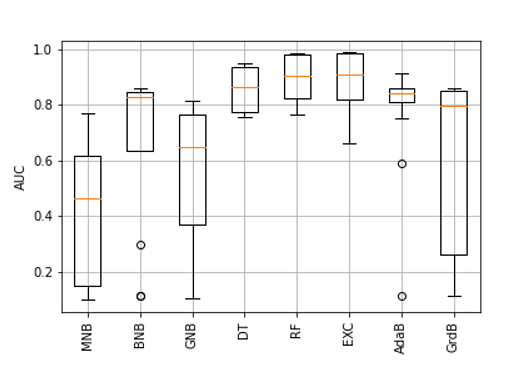 1.0
0.8
0.6
0.4
0.2
AUC
MNB
BNB
GNB
DT
RF
EXC
AdaB
GrdB